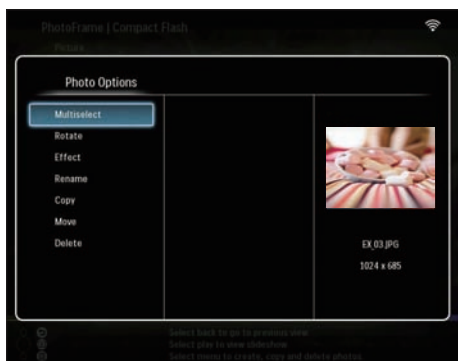 PhotoFrame | Compact Flash
Picture
Photo Options
Multiselect
Rotate
Effect
Rename
Copy
Move
Delete
EX_03.JPG
1024 x 685
Select back to go to previous view
Select play to view slideshow
Select menu to create, copy and delete photos